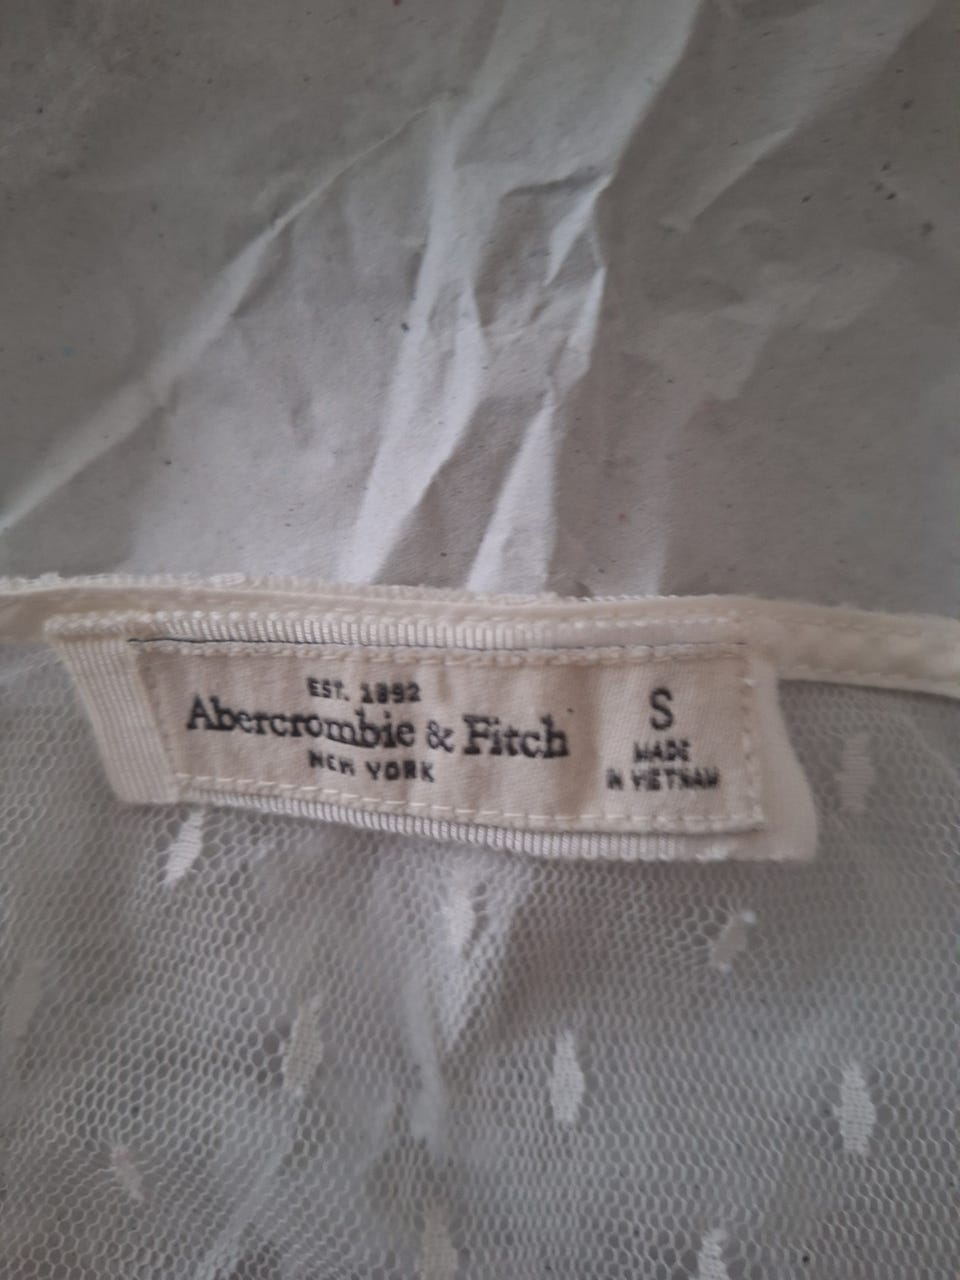 EST. 1892
Abercrombie & Fitch
NEW YORK
S
MADE
IN VIETNAM